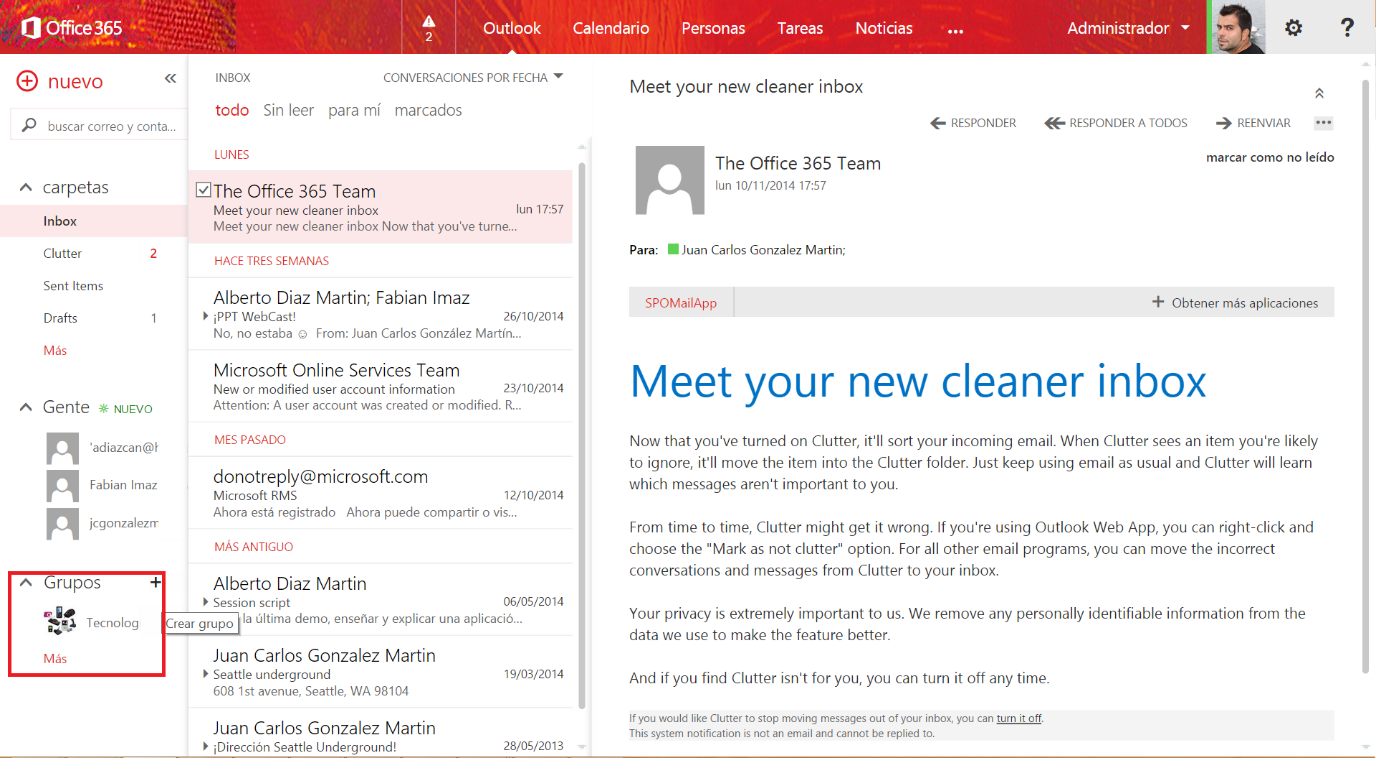 Office 365
2
Outlook
Calendario
Personas
Tareas
Noticias
...
Administrador
?
nuevo
«
buscar correo y conta...
carpetas
Inbox
Clutter 2
Sent Items
Drafts 1
Más
Gente NUEVO
'adiazcan@h
Fabian Imaz
jcgonzalezm
Grupos +
Tecnolog
Crear grupo
Más
INBOX CONVERSACIONES POR FECHA
todo Sin leer para mí marcados
LUNES
The Office 365 Team
Meet your new cleaner inbox lun 17:57
Meet your new cleaner inbox Now that you've turne...
HACE TRES SEMANAS
Alberto Diaz Martin; Fabian Imaz
¡PPT WebCast! 26/10/2014
No, no estaba ☺ From: Juan Carlos González Martín...
Microsoft Online Services Team
New or modified user account information 23/10/2014
Attention: A user account was created or modified. R...
MES PASADO
donotreply@microsoft.com
Microsoft RMS 12/10/2014
Ahora está registrado Ahora puede compartir o vis...
MÁS ANTIGUO
Alberto Diaz Martin
Session script 06/05/2014
la última demo, enseñar y explicar una aplicació...
Juan Carlos Gonzalez Martin
Seattle underground 19/03/2014
608 1st avenue, Seattle, WA 98104
Juan Carlos Gonzalez Martin
¡Dirección Seattle Underground! 28/05/2013
Meet your new cleaner inbox
RESPONDER RESPONDER A TODOS REENVIAR ...
marcar como no leído
The Office 365 Team
lun 10/11/2014 17:57
Para: Juan Carlos Gonzalez Martin;
SPOMailApp + Obtener más aplicaciones
Meet your new cleaner inbox
Now that you've turned on Clutter, it'll sort your incoming email. When Clutter sees an item you're likely
to ignore, it'll move the item into the Clutter folder. Just keep using email as usual and Clutter will learn
which messages aren't important to you.
From time to time, Clutter might get it wrong. If you're using Outlook Web App, you can right-click and
choose the "Mark as not clutter" option. For all other email programs, you can move the incorrect
conversations and messages from Clutter to your inbox.
Your privacy is extremely important to us. We remove any personally identifiable information from the
data we use to make the feature better.
And if you find Clutter isn't for you, you can turn it off any time.
If you would like Clutter to stop moving messages out of your inbox, you can turn it off.
This system notification is not an email and cannot be replied to.